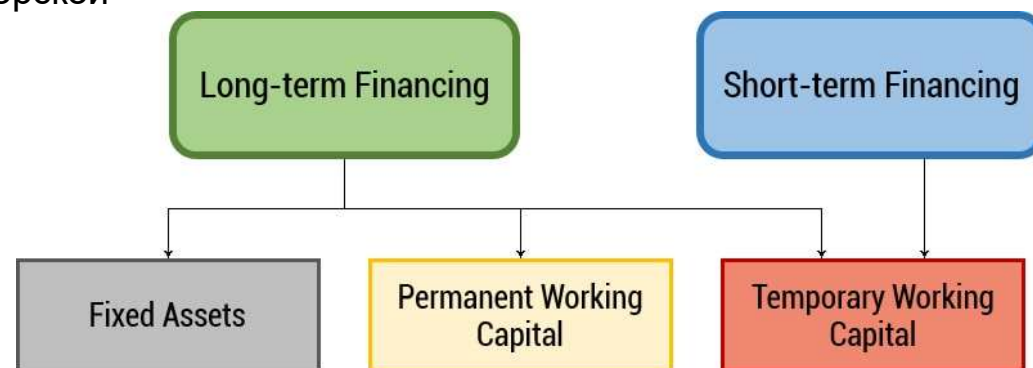 Long-term Financing
Short-term Financing
Fixed Assets
Permanent Working
Capital
Temporary Working
Capital